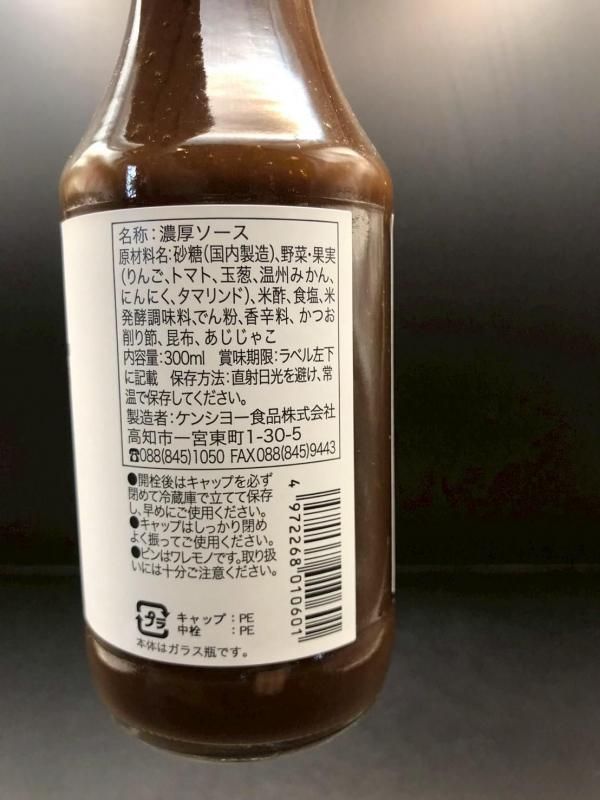 名称:濃厚ソース
原材料名:砂糖(国内製造)、野菜・果実
(りんご、トマト、玉葱、温州みかん、
にんにく、タマリンド)、米酢、食塩、米
発酵調味料、でん粉、香辛料、かつお
削り節、昆布、あじじゃこ
内容量:300ml 賞味期限:ラベル左下
に記載 保存方法:直射日光を避け、常
温で保存してください。
製造者:ケンシヨー食品株式会社
高知市一宮東町1-30-5
☎088(845)1050 FAX088(845)9443
●開栓後はキャップを必ず
閉めて冷蔵庫で立てて保存
し、早めにご使用ください。
●キャップはしっかり閉め
よく振ってご使用ください。
●ビンはワレモノです。取り扱
いには十分ご注意ください。
4972268010601
プラ
キャップ:PE
中栓 :PE
本体はガラス瓶です。